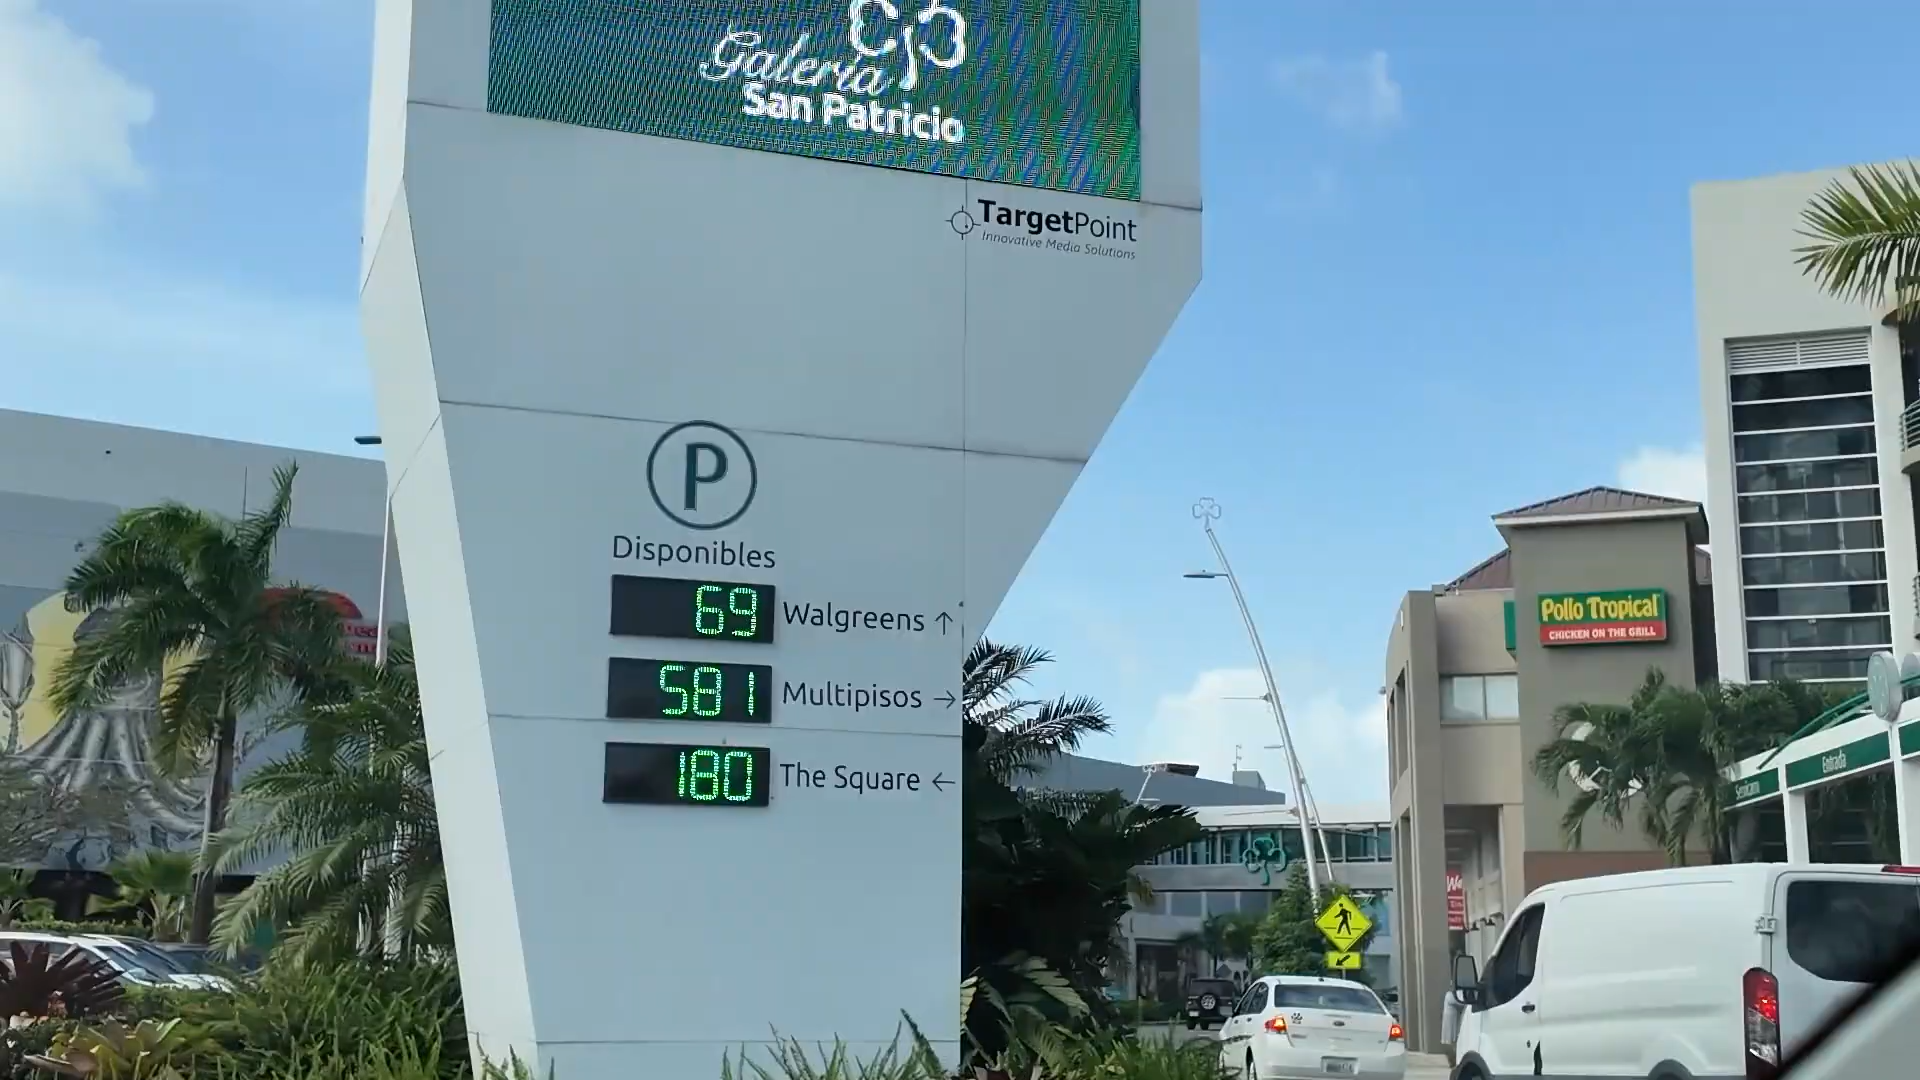 Galería
San Patricio
TargetPoint
Innovative Media Solutions
P
Disponibles
69 Walgreens ↑
581 Multipisos →
180 The Square ←
Pollo Tropical
CHICKEN ON THE GRILL
Entrada